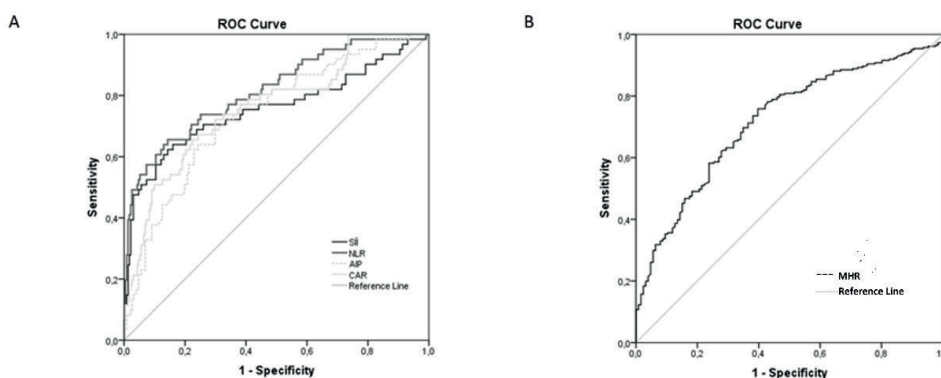 A
ROC Curve
Sensitivity
1,0
0,8
0,6
0,4
0,2
0,0
SİI
NLR
AIP
CAR
Reference Line
0,0 0,2 0,4 0,6 0,8 1,0
1 - Specificity
B
ROC Curve
Sensitivity
1,0
0,8
0,6
0,4
0,2
0,0
MHR
Reference Line
0,0 0,2 0,4 0,6 0,8 1,0
1 - Specificity